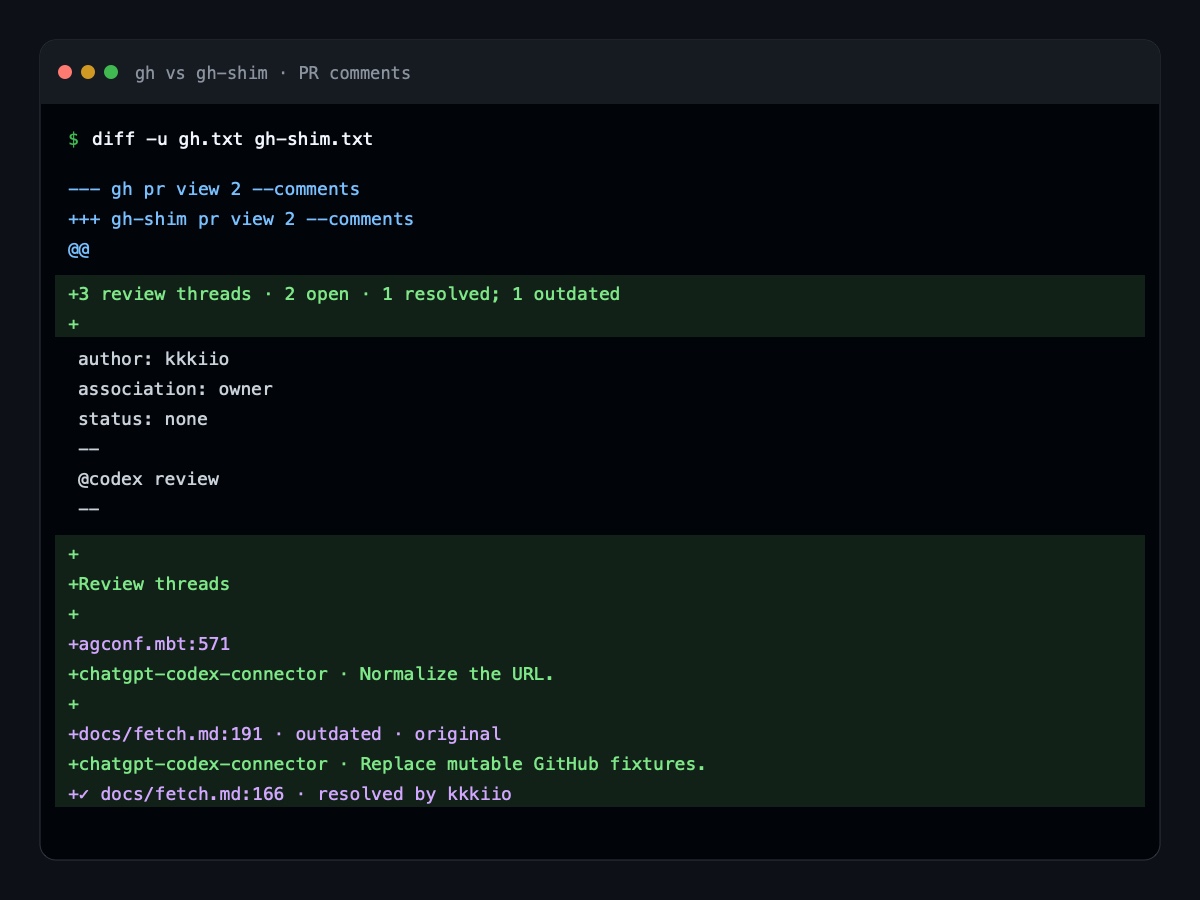 gh vs gh-shim · PR comments
$ diff -u gh.txt gh-shim.txt
--- gh pr view 2 --comments
+++ gh-shim pr view 2 --comments
@@
+3 review threads · 2 open · 1 resolved; 1 outdated
+
author: kkkiio
association: owner
status: none
--
@codex review
--
+
+Review threads
+
+agconf.mbt:571
+chatgpt-codex-connector · Normalize the URL.
+
+docs/fetch.md:191 · outdated · original
+chatgpt-codex-connector · Replace mutable GitHub fixtures.
+✓ docs/fetch.md:166 · resolved by kkkiio